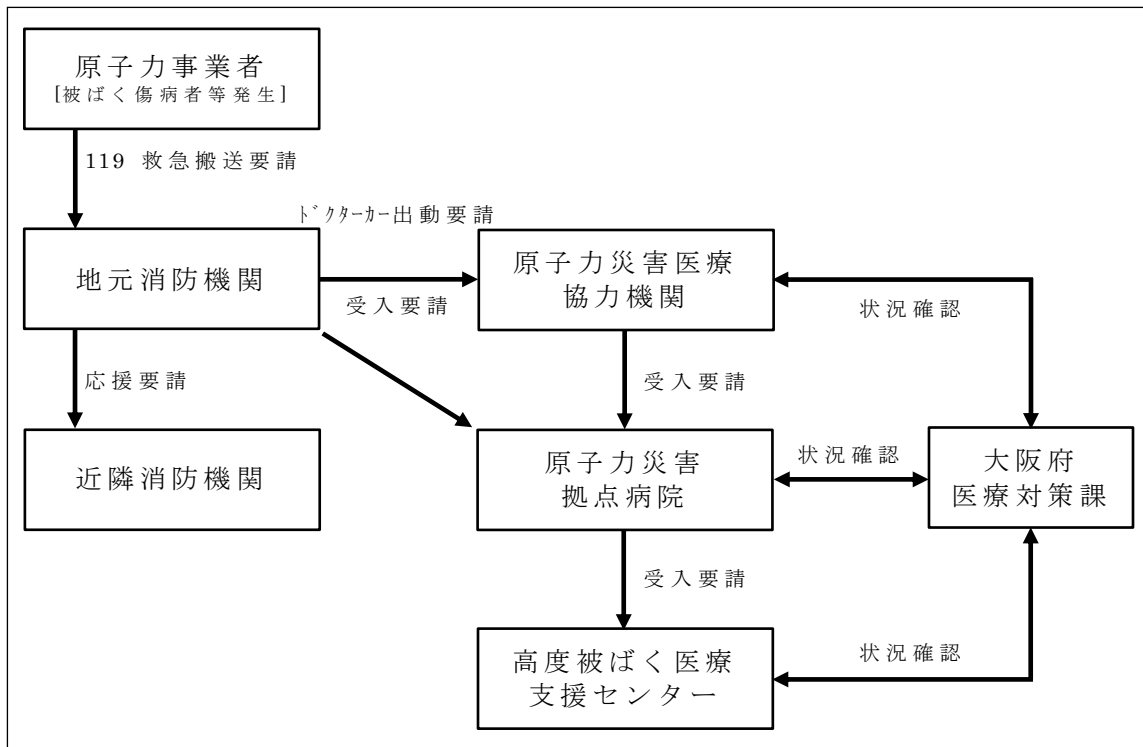 原子力事業者
[被ばく傷病者等発生]
119 救急搬送要請
ﾄﾞｸﾀｰｶｰ出動要請
地元消防機関
受入要請
原子力災害医療
協力機関
状況確認
応援要請
受入要請
近隣消防機関
原子力災害
拠点病院
状況確認
大阪府
医療対策課
受入要請
高度被ばく医療
支援センター
状況確認